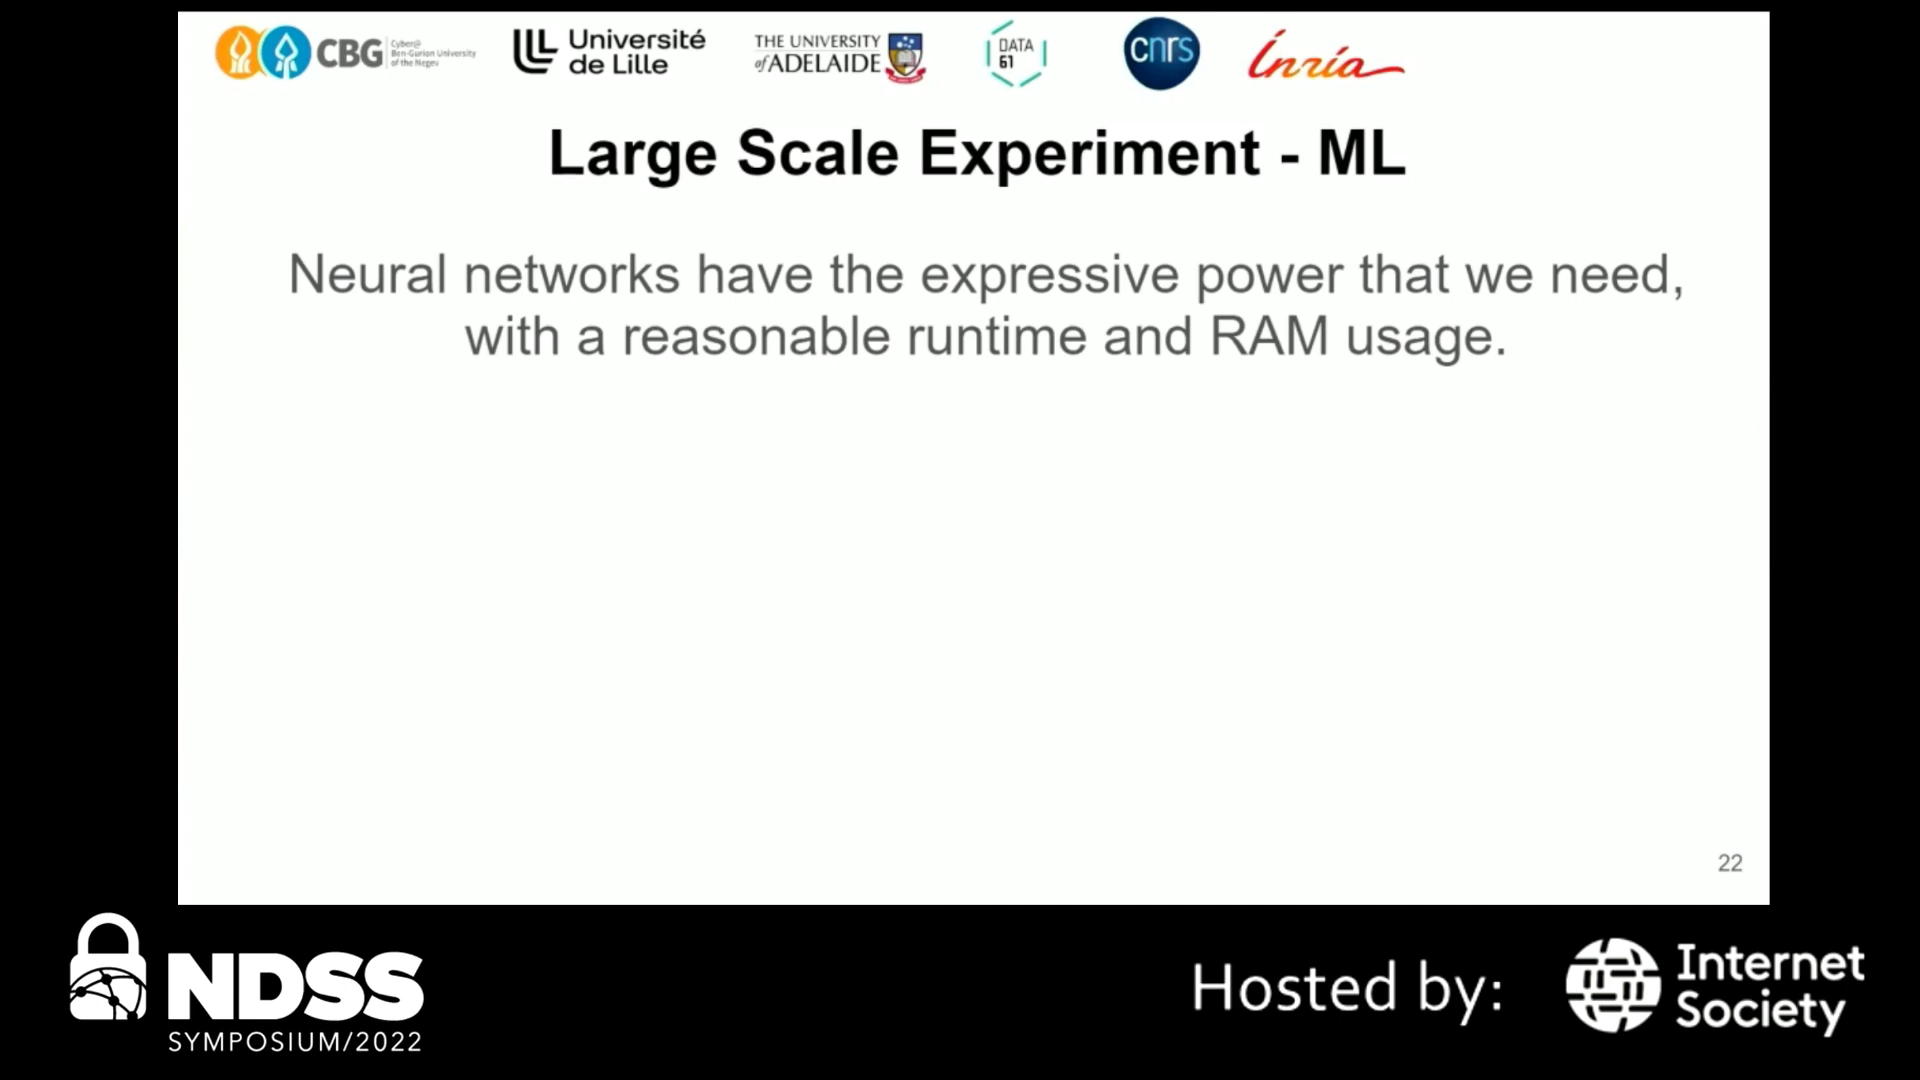 CBG
Cyber@
Ben-Gurion University
of the Negev
Université
de Lille
THE UNIVERSITY
of ADELAIDE
DATA
61
cnrs
Inria
Large Scale Experiment - ML
Neural networks have the expressive power that we need,
with a reasonable runtime and RAM usage.
22
NDSS
SYMPOSIUM/2022
Hosted by:
Internet
Society